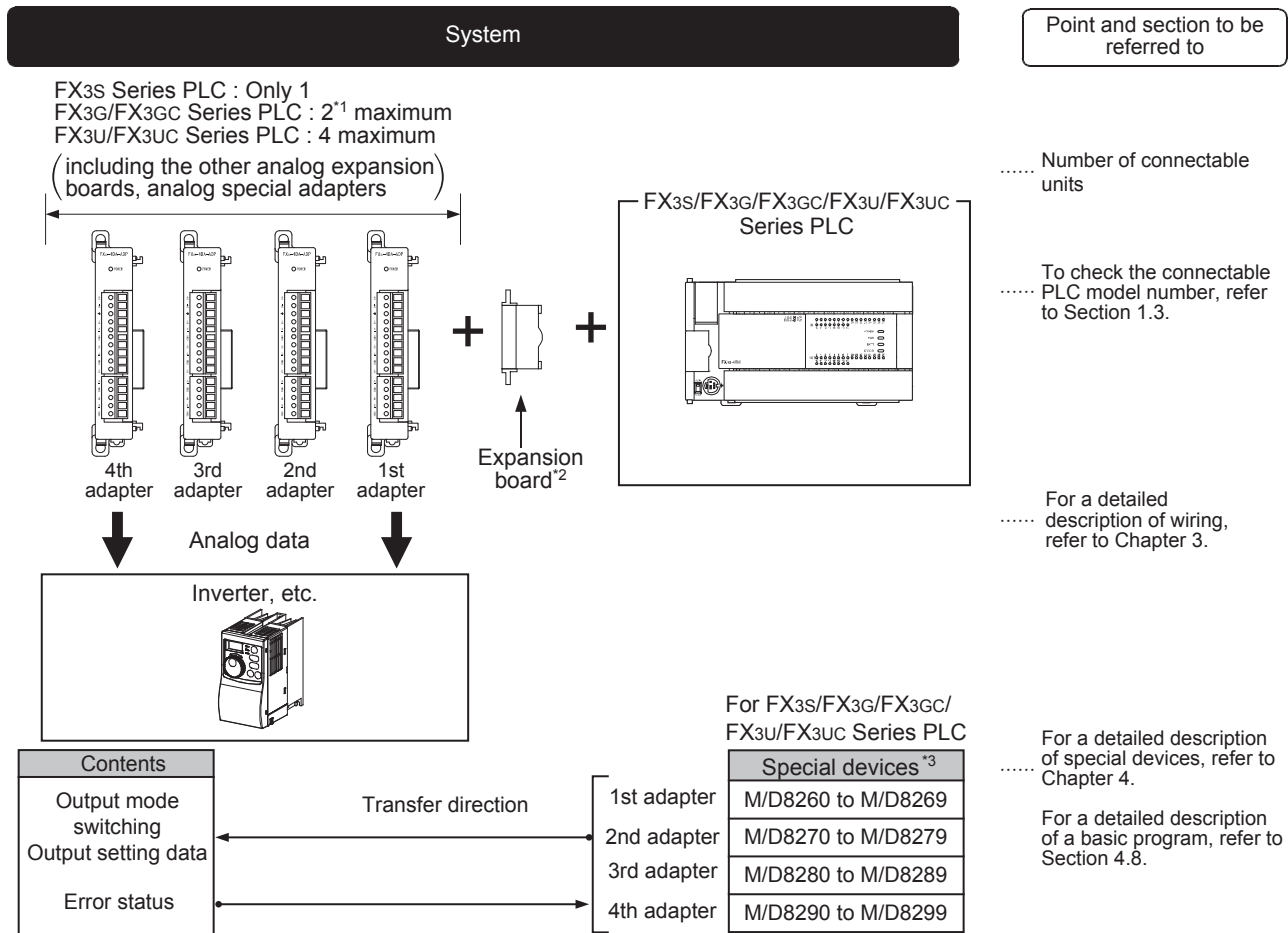 System
Point and section to be
referred to
FX3S Series PLC : Only 1
FX3G/FX3GC Series PLC : 2*1 maximum
FX3U/FX3UC Series PLC : 4 maximum
(including the other analog expansion
boards, analog special adapters)
FX3S/FX3G/FX3GC/FX3U/FX3UC
Series PLC
...... Number of connectable
units
To check the connectable
...... PLC model number, refer
to Section 1.3.
4th
adapter
3rd
adapter
2nd
adapter
1st
adapter
Expansion
board*2
For a detailed
...... description of wiring,
refer to Chapter 3.
Analog data
Inverter, etc.
For FX3S/FX3G/FX3GC/
FX3U/FX3UC Series PLC
Contents
Output mode
switching
Output setting data
Error status
Transfer direction
Special devices*3
1st adapter M/D8260 to M/D8269
2nd adapter M/D8270 to M/D8279
3rd adapter M/D8280 to M/D8289
4th adapter M/D8290 to M/D8299
For a detailed description
of special devices, refer to
...... Chapter 4.
For a detailed description
of a basic program, refer to
Section 4.8.